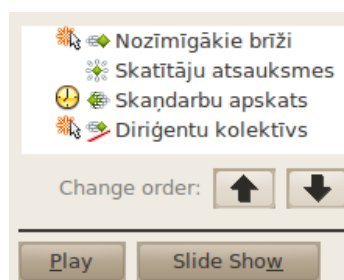 Nozīmīgākie brīži
Skatītāju atsauksmes
Skaņdarbu apskats
Diriģentu kolektīvs
Change order:
Play Slide Show